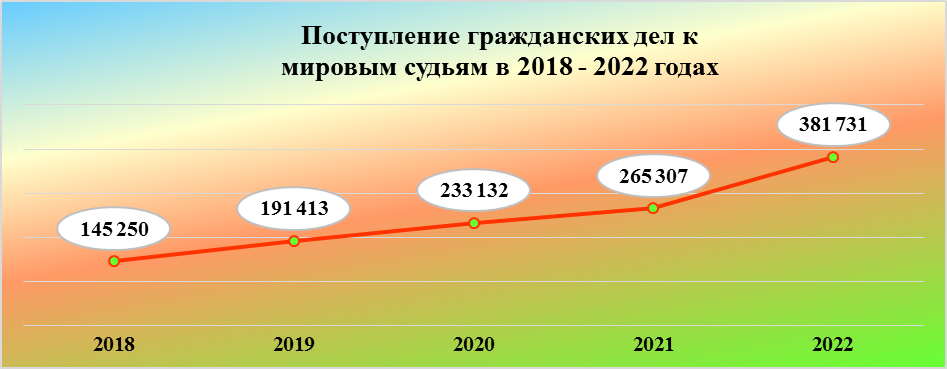 Поступление гражданских дел к
мировым судьям в 2018 - 2022 годах
381 731
265 307
233 132
191 413
145 250
2018 2019 2020 2021 2022